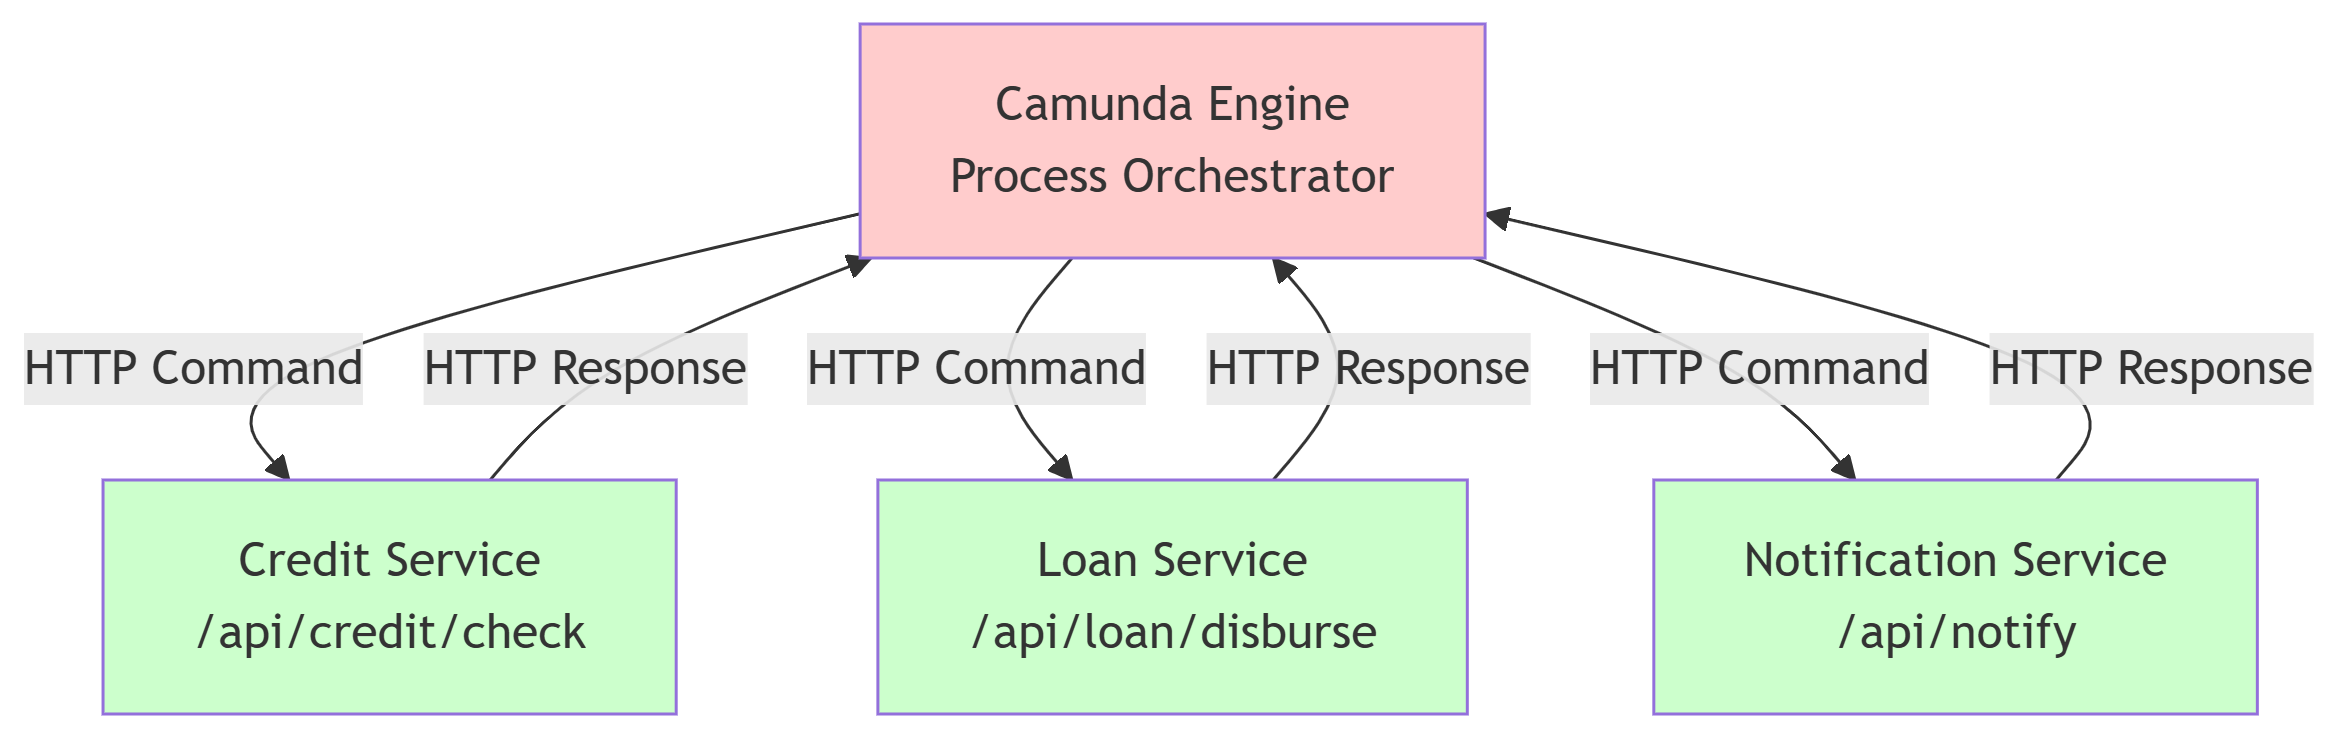 Camunda Engine
Process Orchestrator
HTTP Command
HTTP Response
HTTP Command
HTTP Response
HTTP Command
HTTP Response
Credit Service
/api/credit/check
Loan Service
/api/loan/disburse
Notification Service
/api/notify